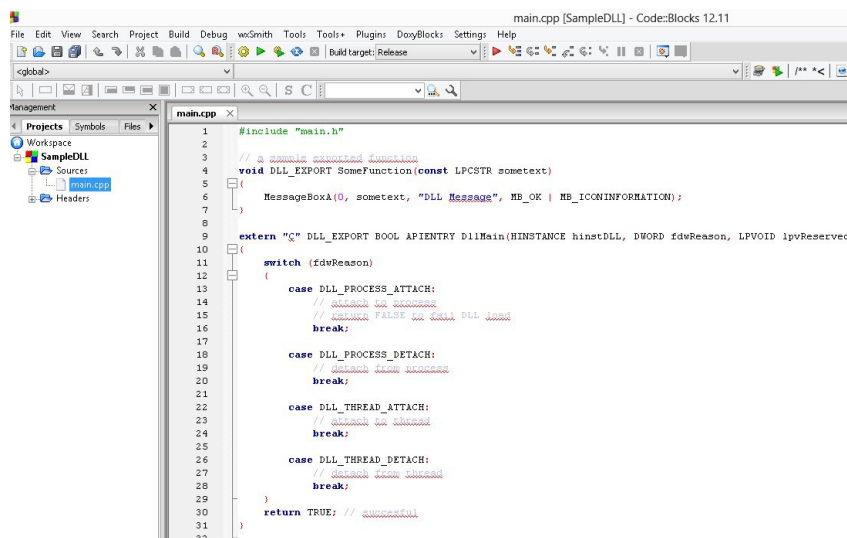 main.cpp [SampleDLL] - Code::Blocks 12.11
File Edit View Search Project Build Debug wxSmith Tools Tools+ Plugins DoxyBlocks Settings Help
Build target: Release
<global>
/** *<
S C
Management
Projects Symbols Files
Workspace
SampleDLL
Sources
main.cpp
Headers
main.cpp
1 #include "main.h"
2
3 // a sample exported function
4 void DLL_EXPORT SomeFunction(const LPCSTR sometext)
5 {
6 MessageBoxA(0, sometext, "DLL Message", MB_OK | MB_ICONINFORMATION);
7 }
8
9 extern "C" DLL_EXPORT BOOL APIENTRY DllMain(HINSTANCE hinstDLL, DWORD fdwReason, LPVOID lpvReserved
10 {
11 switch (fdwReason)
12 {
13 case DLL_PROCESS_ATTACH:
14 // attach to process
15 // return FALSE to fail DLL load
16 break;
17
18 case DLL_PROCESS_DETACH:
19 // detach from process
20 break;
21
22 case DLL_THREAD_ATTACH:
23 // attach to thread
24 break;
25
26 case DLL_THREAD_DETACH:
27 // detach from thread
28 break;
29 }
30 return TRUE; // succesful
31 }
32